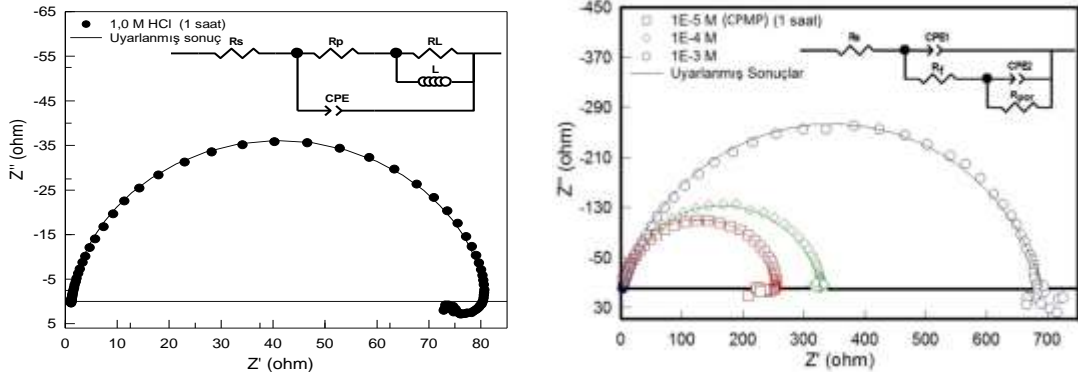 -65
-55
-45
-35
-25
-15
-5
5
Z'' (ohm)
1,0 M HCl (1 saat)
Uyarlanmış sonuç
Rs
Rp
RL
L
CPE
0 10 20 30 40 50 60 70 80
Z' (ohm)
-450
-370
-290
-210
-130
-50
30
Z'' (ohm)
1E-5 M (CPMP) (1 saat)
1E-4 M
1E-3 M
Uyarlanmış Sonuçlar
Rs
CPE1
Rf
CPE2
Rpor
0 100 200 300 400 500 600 700
Z' (ohm)